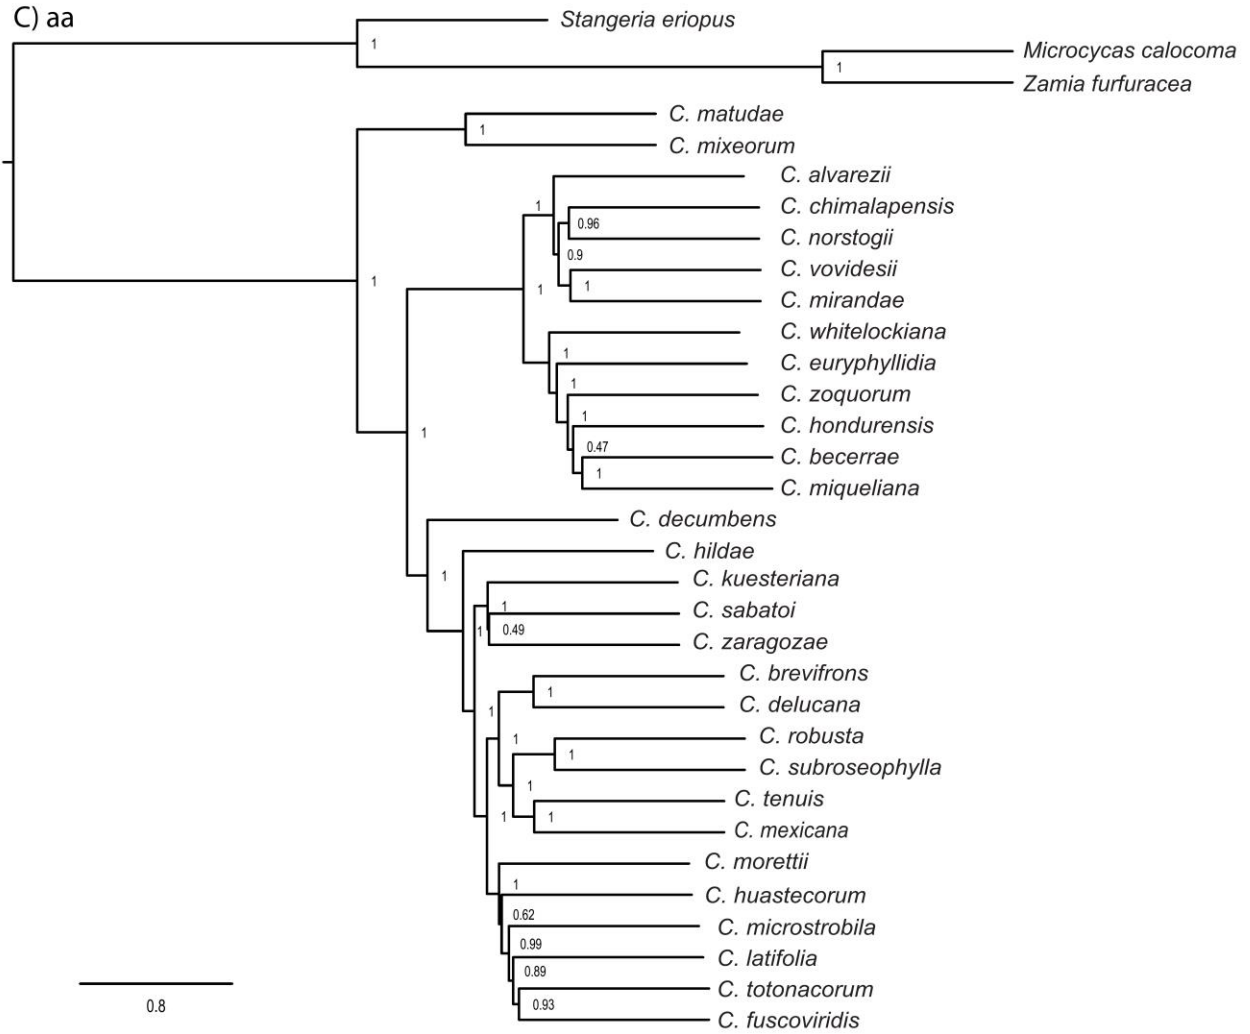 C) aa
Stangeria eriopus
1
Microcycas calocoma
1
Zamia furfuracea
C. matudae
1
C. mixeorum
C. alvarezii
1
C. chimalapensis
0.96
C. norstogii
0.9
C. vovidesii
1
1
1
C. mirandae
C. whitelockiana
1
C. euryphyllidia
1
C. zoquorum
1
C. hondurensis
1
0.47
C. becerrae
1
C. miqueliana
C. decumbens
C. hildae
1
C. kuesteriana
1
C. sabatoi
1
0.49
C. zaragozae
C. brevifrons
1
C. delucana
1
C. robusta
1
1
C. subroseophylla
1
C. tenuis
1
1
C. mexicana
C. morettii
1
C. huastecorum
0.62
C. microstrobila
0.99
C. latifolia
0.89
C. totonacorum
0.93
C. fuscoviridis
0.8